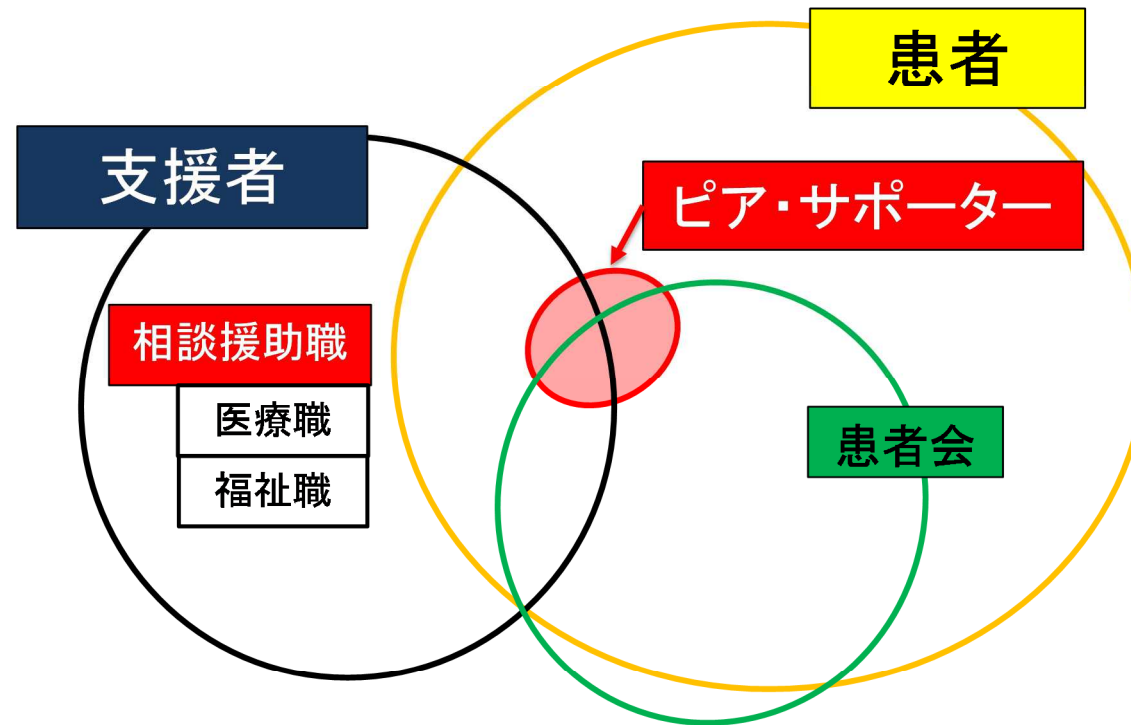 患者
支援者
ピア・サポーター
相談援助職
医療職
福祉職
患者会